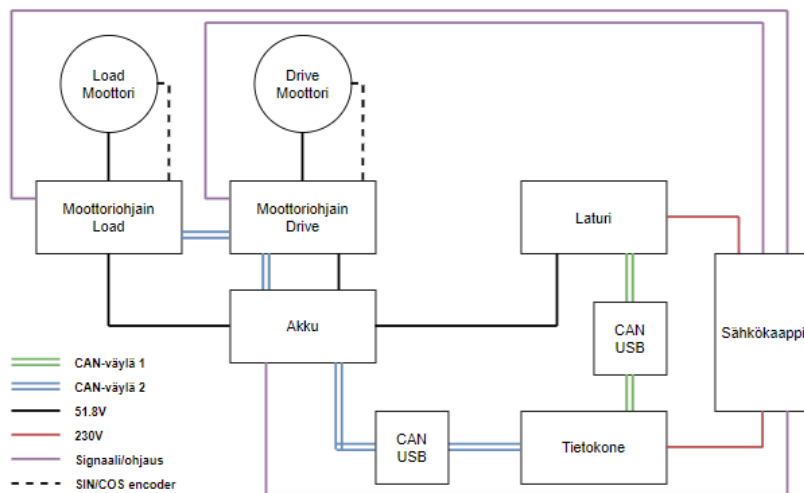 Load
Moottori
Drive
Moottori
Moottoriohjain
Load
Moottoriohjain
Drive
Laturi
Akku
CAN
USB
Sähkökaappi
CAN-väylä 1
CAN-väylä 2
51.8V
230V
Signaali/ohjaus
SIN/COS encoder
CAN
USB
Tietokone